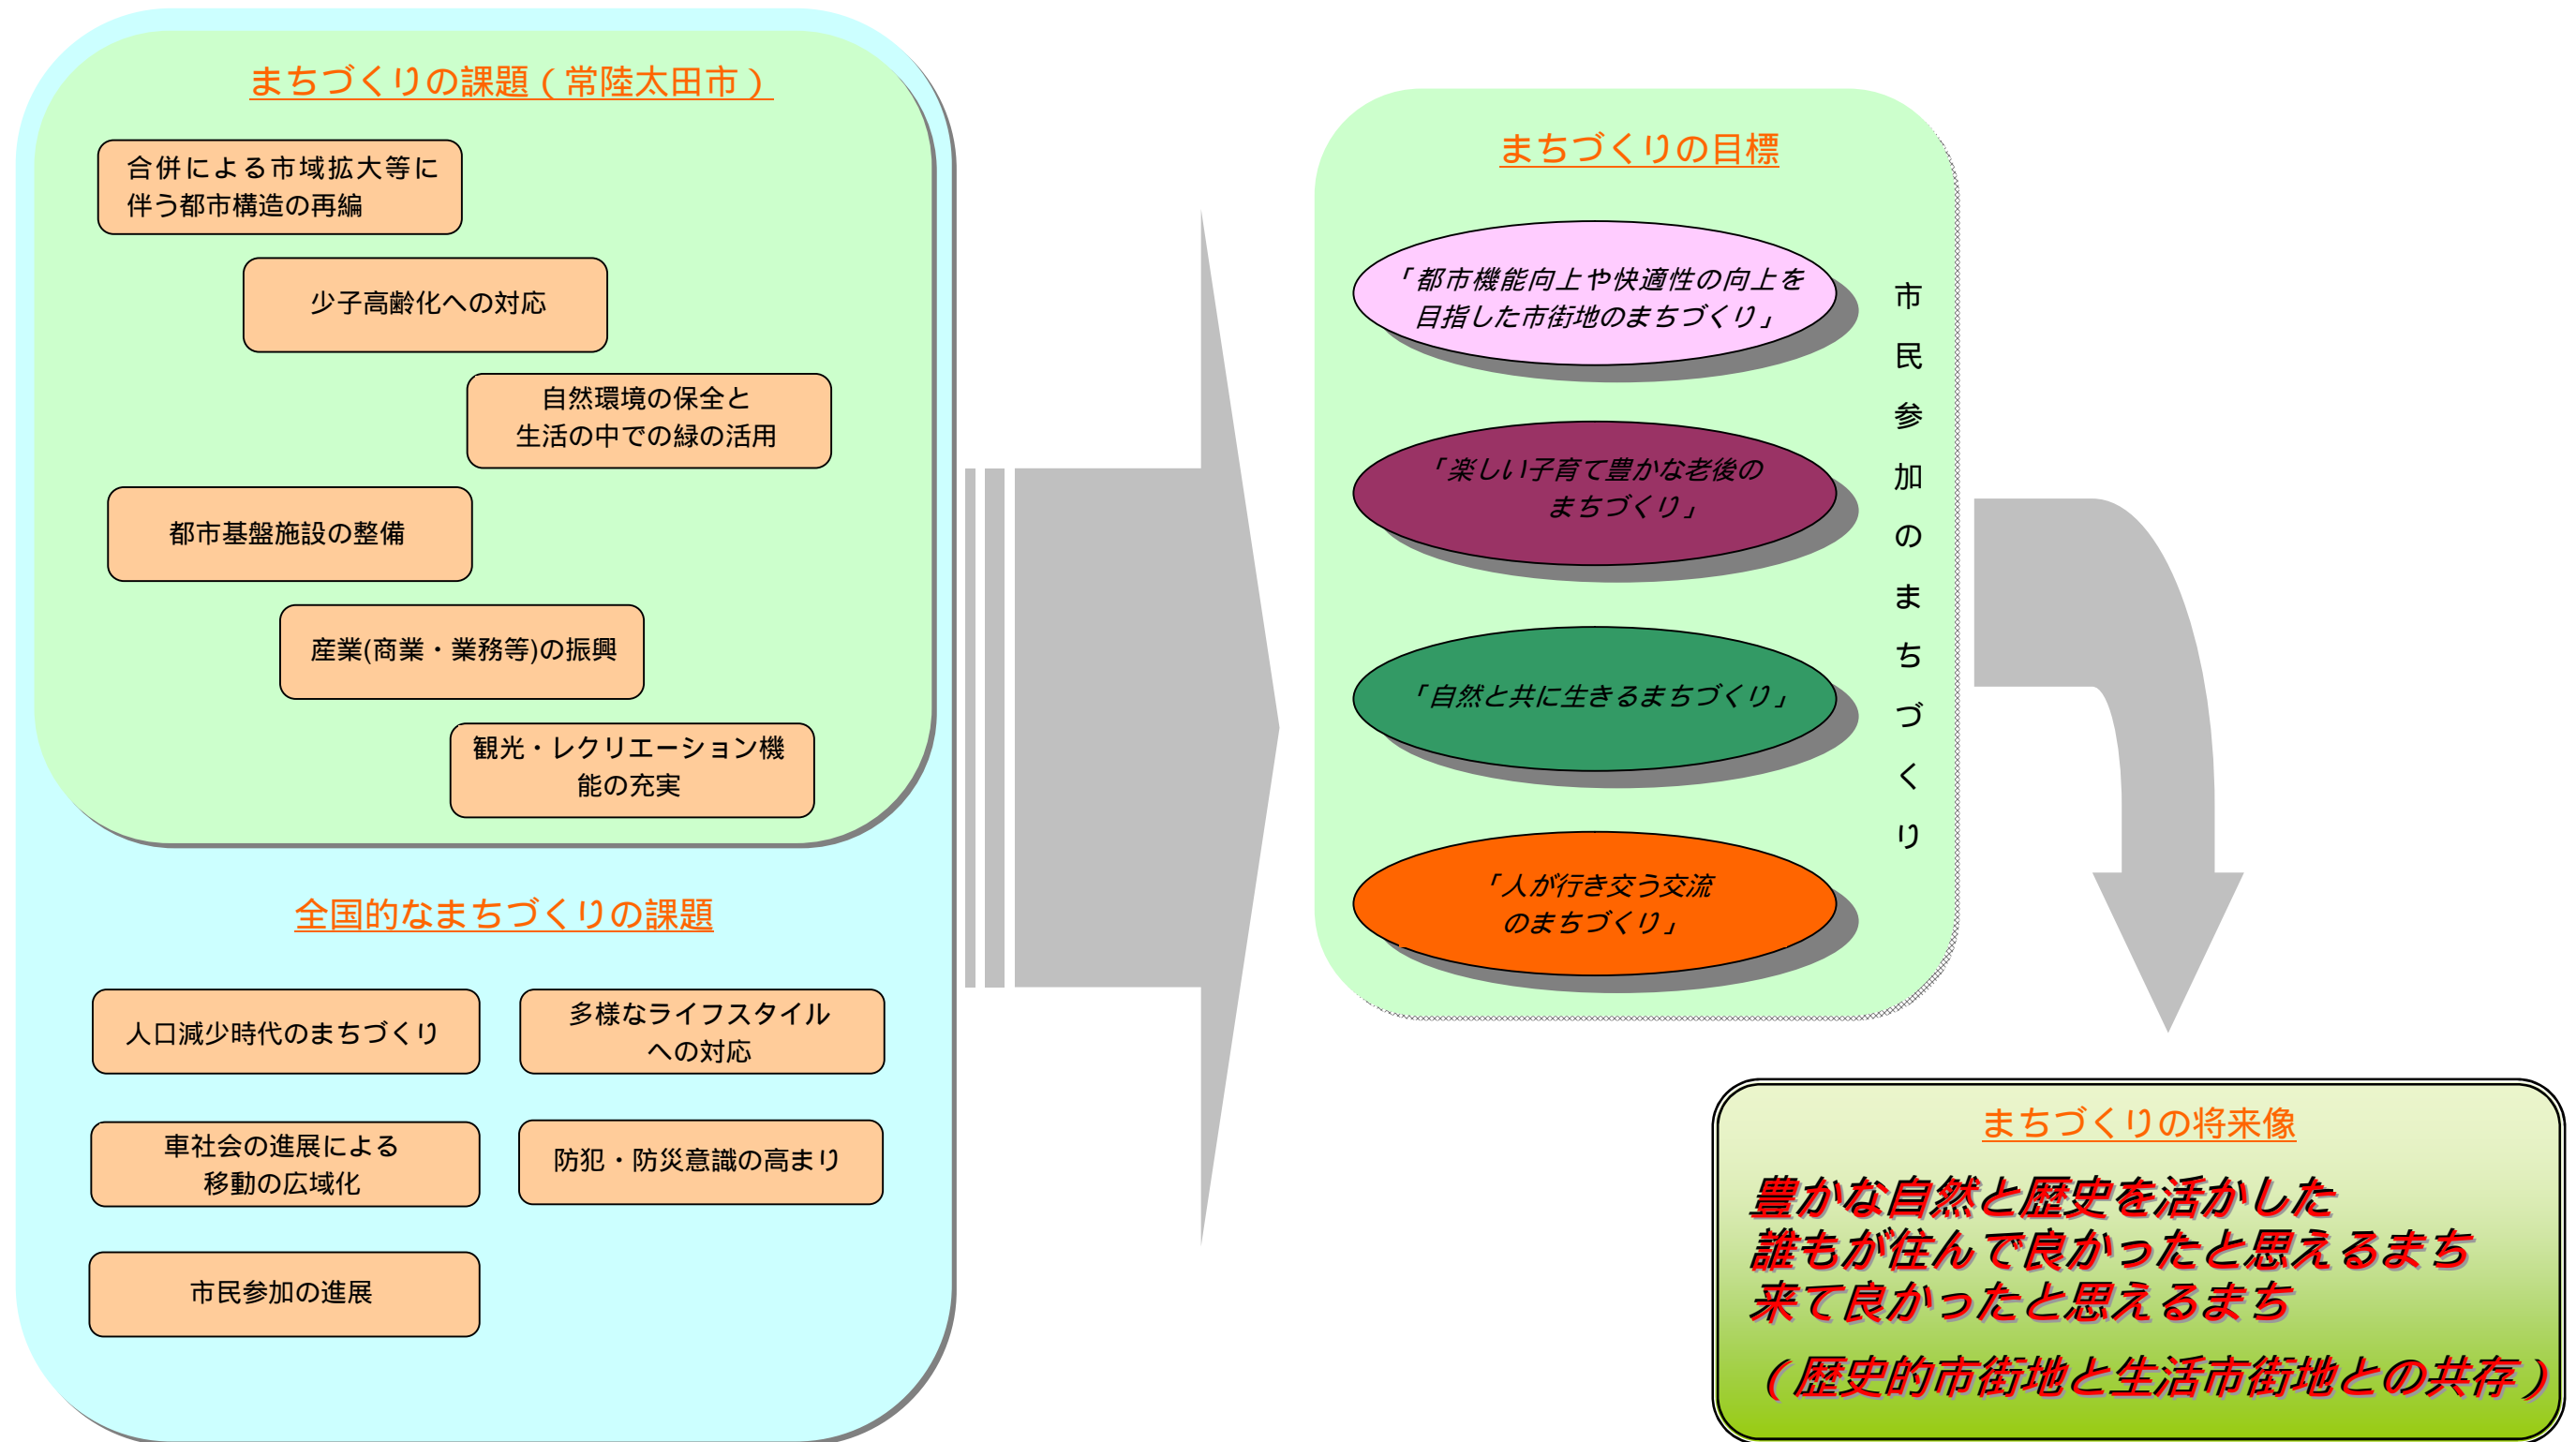 まちづくりの課題（常陸太田市）
合併による市域拡大等に
伴う都市構造の再編
少子高齢化への対応
自然環境の保全と
生活の中での緑の活用
都市基盤施設の整備
産業(商業・業務等)の振興
観光・レクリエーション機
能の充実
全国的なまちづくりの課題
人口減少時代のまちづくり
多様なライフスタイル
への対応
車社会の進展による
移動の広域化
防犯・防災意識の高まり
市民参加の進展
まちづくりの目標
「都市機能向上や快適性の向上を
目指した市街地のまちづくり」
「楽しい子育て豊かな老後の
まちづくり」
「自然と共に生きるまちづくり」
「人が行き交う交流
のまちづくり」
市民参加のまちづくり
まちづくりの将来像
豊かな自然と歴史を活かした
誰もが住んで良かったと思えるまち
来て良かったと思えるまち
（歴史的市街地と生活市街地との共存）